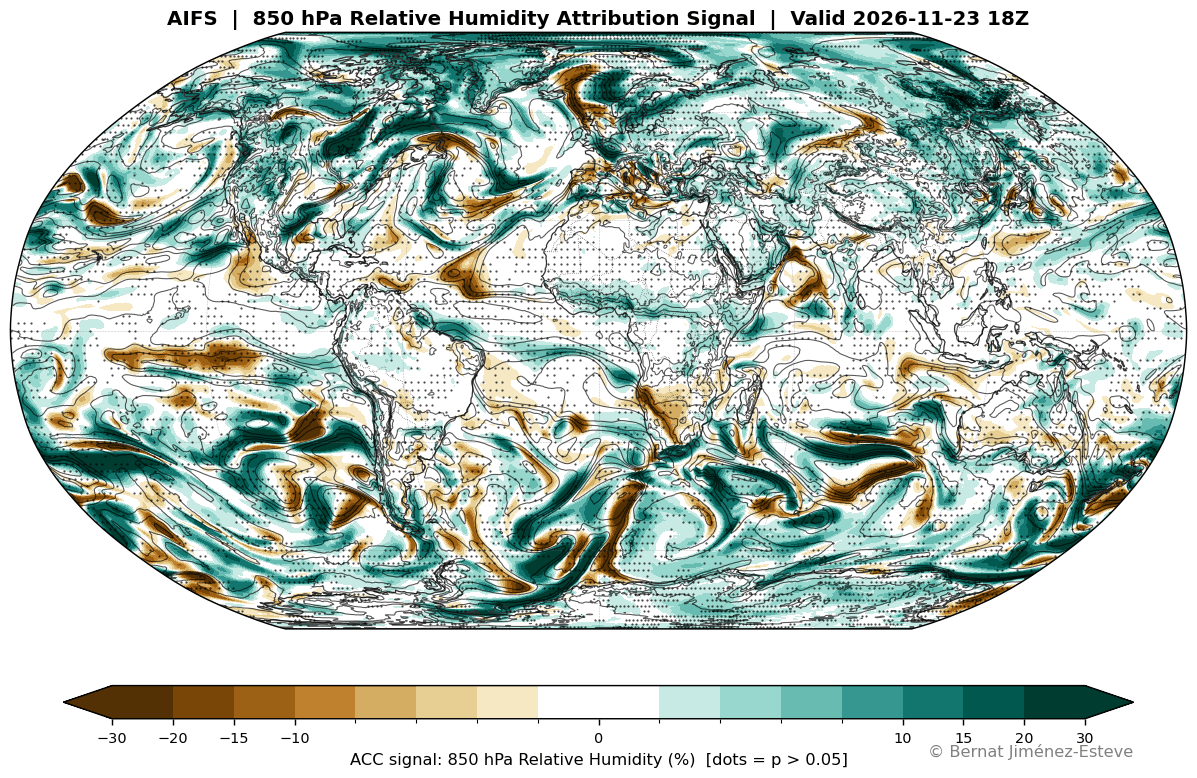 AIFS | 850 hPa Relative Humidity Attribution Signal | Valid 2026-11-23 18Z
−30 −20 −15 −10 0 10 15 20 30
ACC signal: 850 hPa Relative Humidity (%) [dots = p > 0.05]
© Bernat Jiménez-Esteve